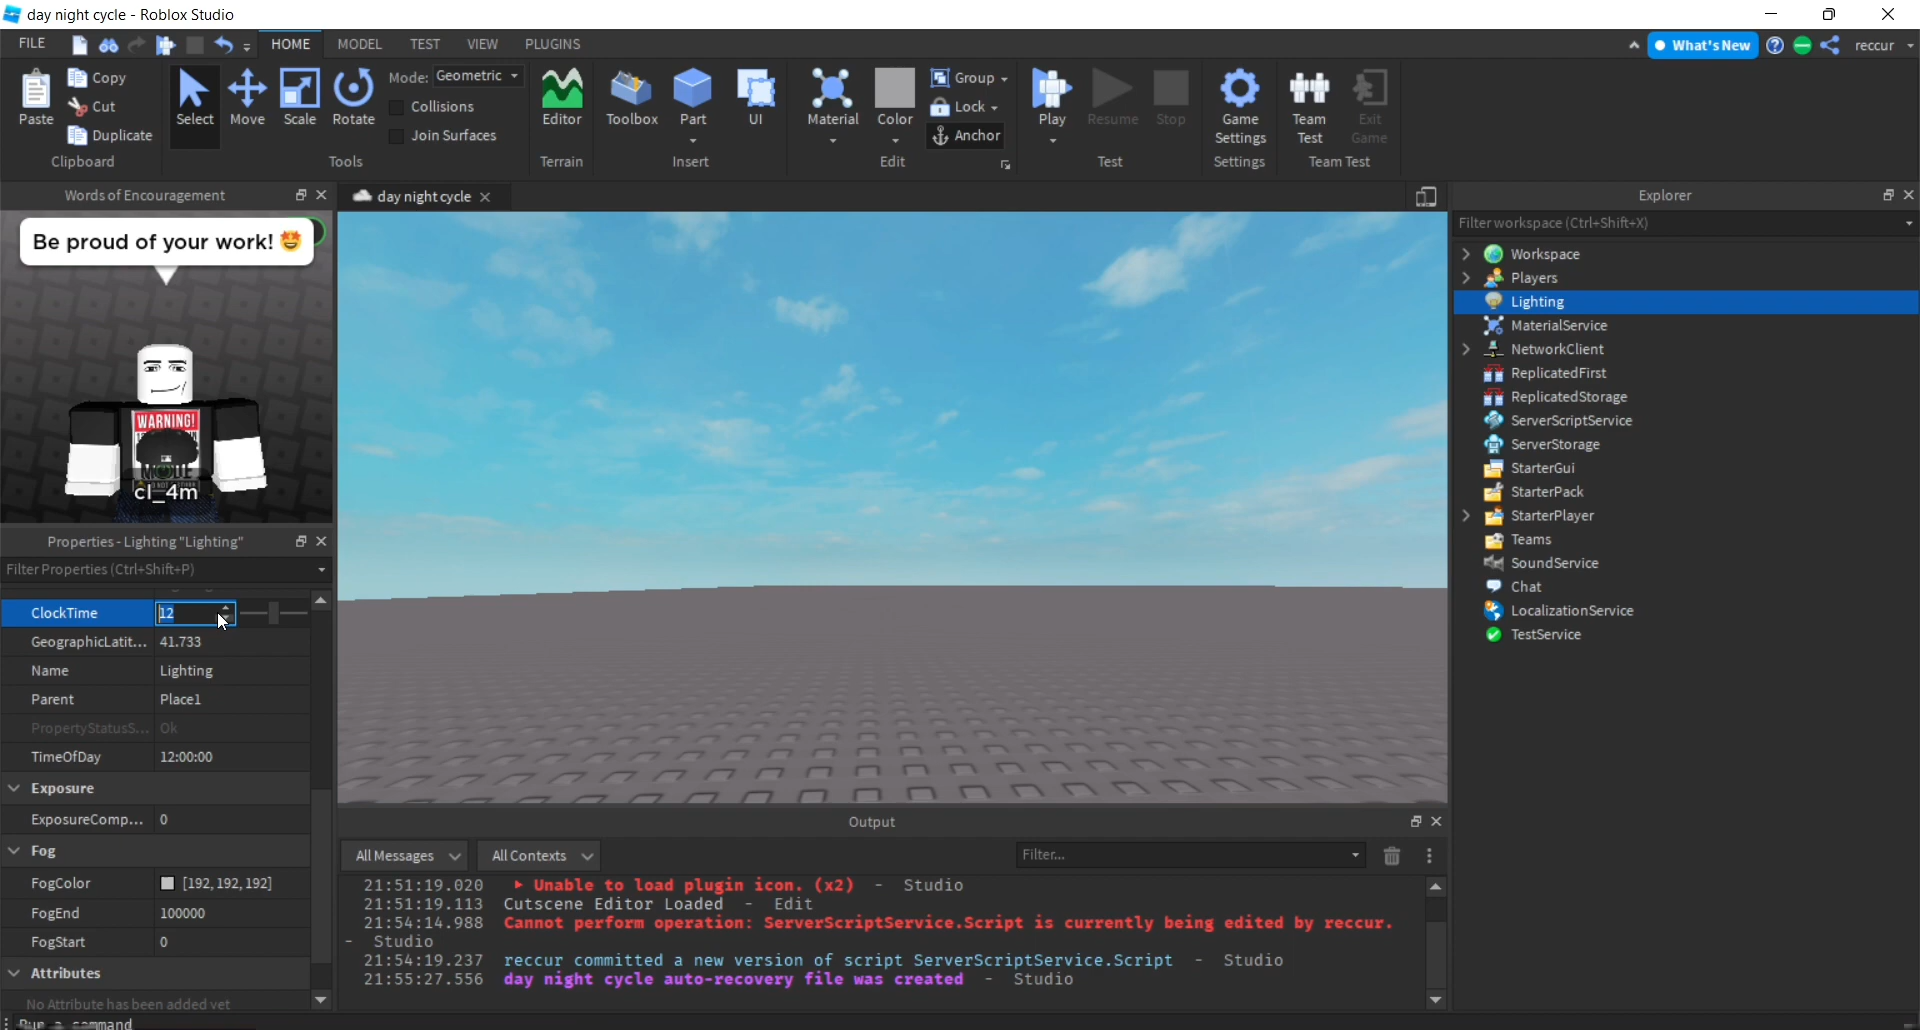 day night cycle - Roblox Studio
FILE
HOME
MODEL
TEST
VIEW
PLUGINS
What's New
reccur
Paste
Copy
Cut
Duplicate
Clipboard
Select
Move
Scale
Rotate
Mode: Geometric
Collisions
Join Surfaces
Tools
Editor
Terrain
Toolbox
Part
UI
Insert
Material
Color
Group
Lock
Anchor
Edit
Play
Resume
Stop
Test
Game
Settings
Settings
Team
Test
Exit
Game
Team Test
Words of Encouragement
Be proud of your work! 🤩
WARNING!
MODE
cl_4m
day night cycle
Properties - Lighting "Lighting"
Filter Properties (Ctrl+Shift+P)
ClockTime 12
GeographicLatit... 41.733
Name Lighting
Parent Place1
PropertyStatusS... Ok
TimeOfDay 12:00:00
Exposure
ExposureComp... 0
Fog
FogColor [192, 192, 192]
FogEnd 100000
FogStart 0
Attributes
No Attribute has been added yet
Run a command
Output
All Messages
All Contexts
Filter...
21:51:19.020 ▶ Unable to load plugin icon. (x2) - Studio
21:51:19.113 Cutscene Editor Loaded - Edit
21:54:14.988 Cannot perform operation: ServerScriptService.Script is currently being edited by reccur.
- Studio
21:54:19.237 reccur committed a new version of script ServerScriptService.Script - Studio
21:55:27.556 day night cycle auto-recovery file was created - Studio
Explorer
Filter workspace (Ctrl+Shift+X)
Workspace
Players
Lighting
MaterialService
NetworkClient
ReplicatedFirst
ReplicatedStorage
ServerScriptService
ServerStorage
StarterGui
StarterPack
StarterPlayer
Teams
SoundService
Chat
LocalizationService
TestService